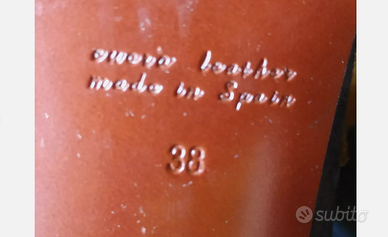 leather
made in Spain
38
subito